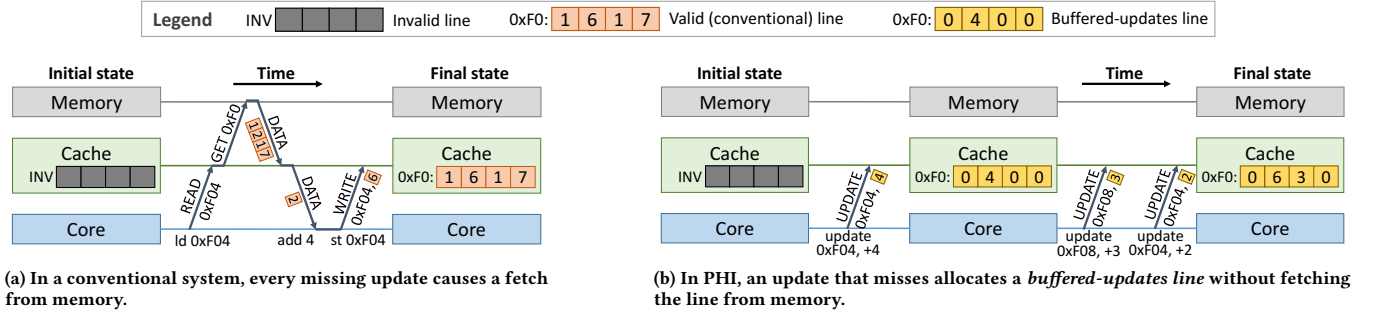 Legend INV Invalid line 0xF0: 1 6 1 7 Valid (conventional) line 0xF0: 0 4 0 0 Buffered-updates line
Initial state Time Final state
Memory Memory
GET 0xF0 DATA
1 2 1 7
Cache Cache
INV 0xF0: 1 6 1 7
READ 0xF04 2 DATA WRITE 0xF04, 6
Core Core
ld 0xF04 add 4 st 0xF04
(a) In a conventional system, every missing update causes a fetch
from memory.
Initial state Time Final state
Memory Memory Memory
Cache Cache Cache
INV 0xF0: 0 4 0 0 0xF0: 0 6 3 0
UPDATE 0xF04, 4 UPDATE 0xF08, 3 UPDATE 0xF04, 2
Core Core Core
update update update
0xF04, +4 0xF08, +3 0xF04, +2
(b) In PHI, an update that misses allocates a buffered-updates line without fetching
the line from memory.